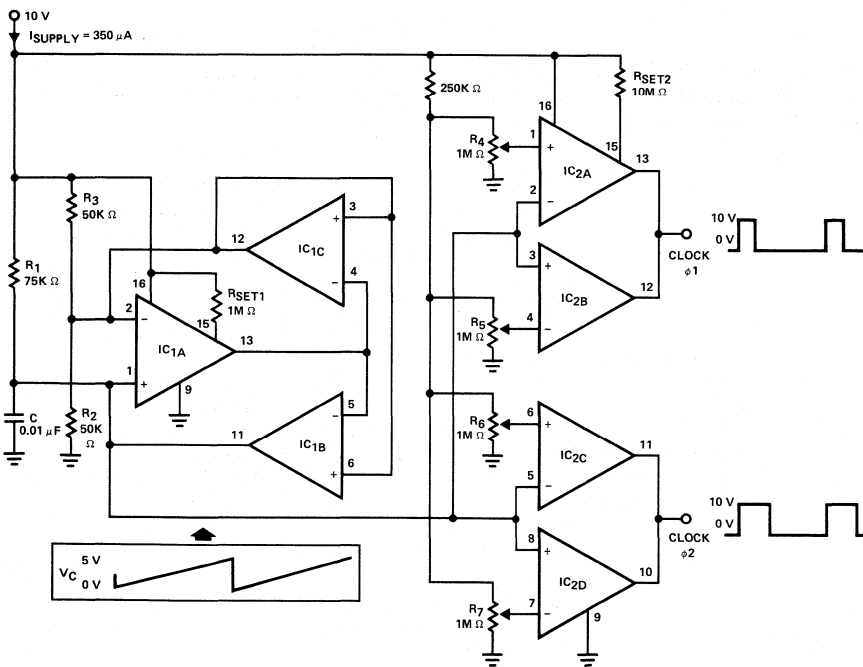 10 V
ISUPPLY = 350 µA
250K Ω
RSET2
10M Ω
16
15
13
R4
1M Ω
1
+
IC2A
2
−
10 V
0 V
CLOCK
ϕ1
3
+
IC2B
12
4
−
R5
1M Ω
R3
50K Ω
R1
75K Ω
12
IC1C
3
+
4
−
16
RSET1
1M Ω
15
2
−
IC1A
13
1
+
9
C
0.01 µF
R2
50K
Ω
11
IC1B
5
−
6
+
R6
1M Ω
6
+
IC2C
11
5
−
10 V
0 V
CLOCK
ϕ2
8
+
IC2D
10
7
−
9
R7
1M Ω
VC
5 V
0 V